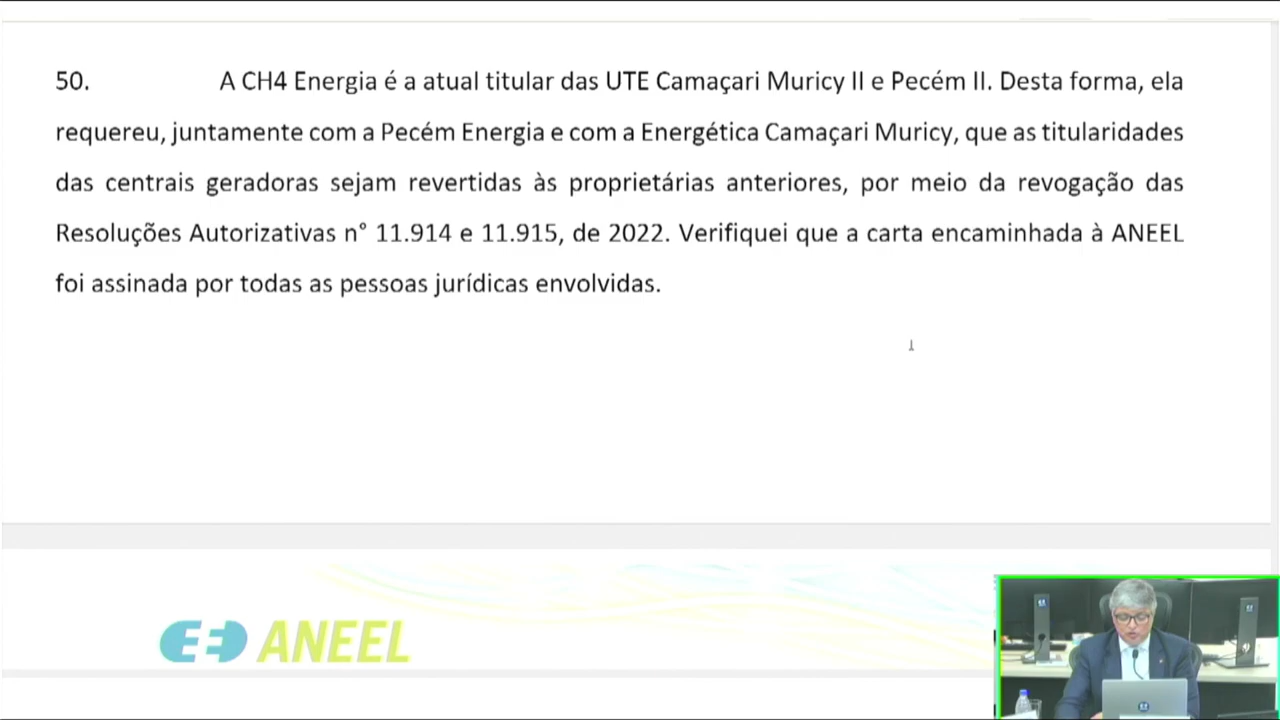 50. A CH4 Energia é a atual titular das UTE Camaçari Muricy II e Pecém II. Desta forma, ela
requereu, juntamente com a Pecém Energia e com a Energética Camaçari Muricy, que as titularidades
das centrais geradoras sejam revertidas às proprietárias anteriores, por meio da revogação das
Resoluções Autorizativas n° 11.914 e 11.915, de 2022. Verifiquei que a carta encaminhada à ANEEL
foi assinada por todas as pessoas jurídicas envolvidas.
ANEEL